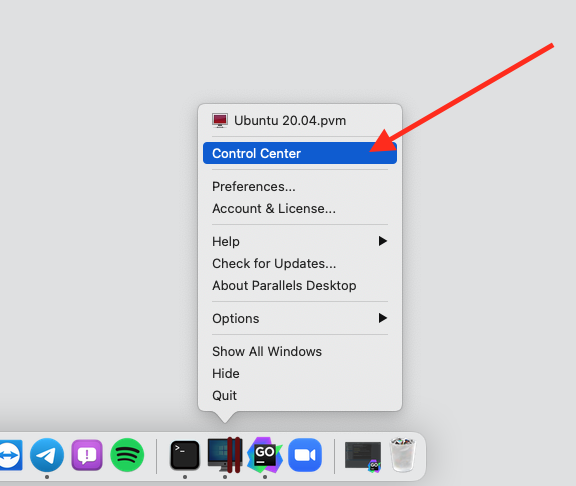 Ubuntu 20.04.pvm
Control Center
Preferences...
Account & License...
Help
Check for Updates...
About Parallels Desktop
Options
Show All Windows
Hide
Quit
>_
GO
GO